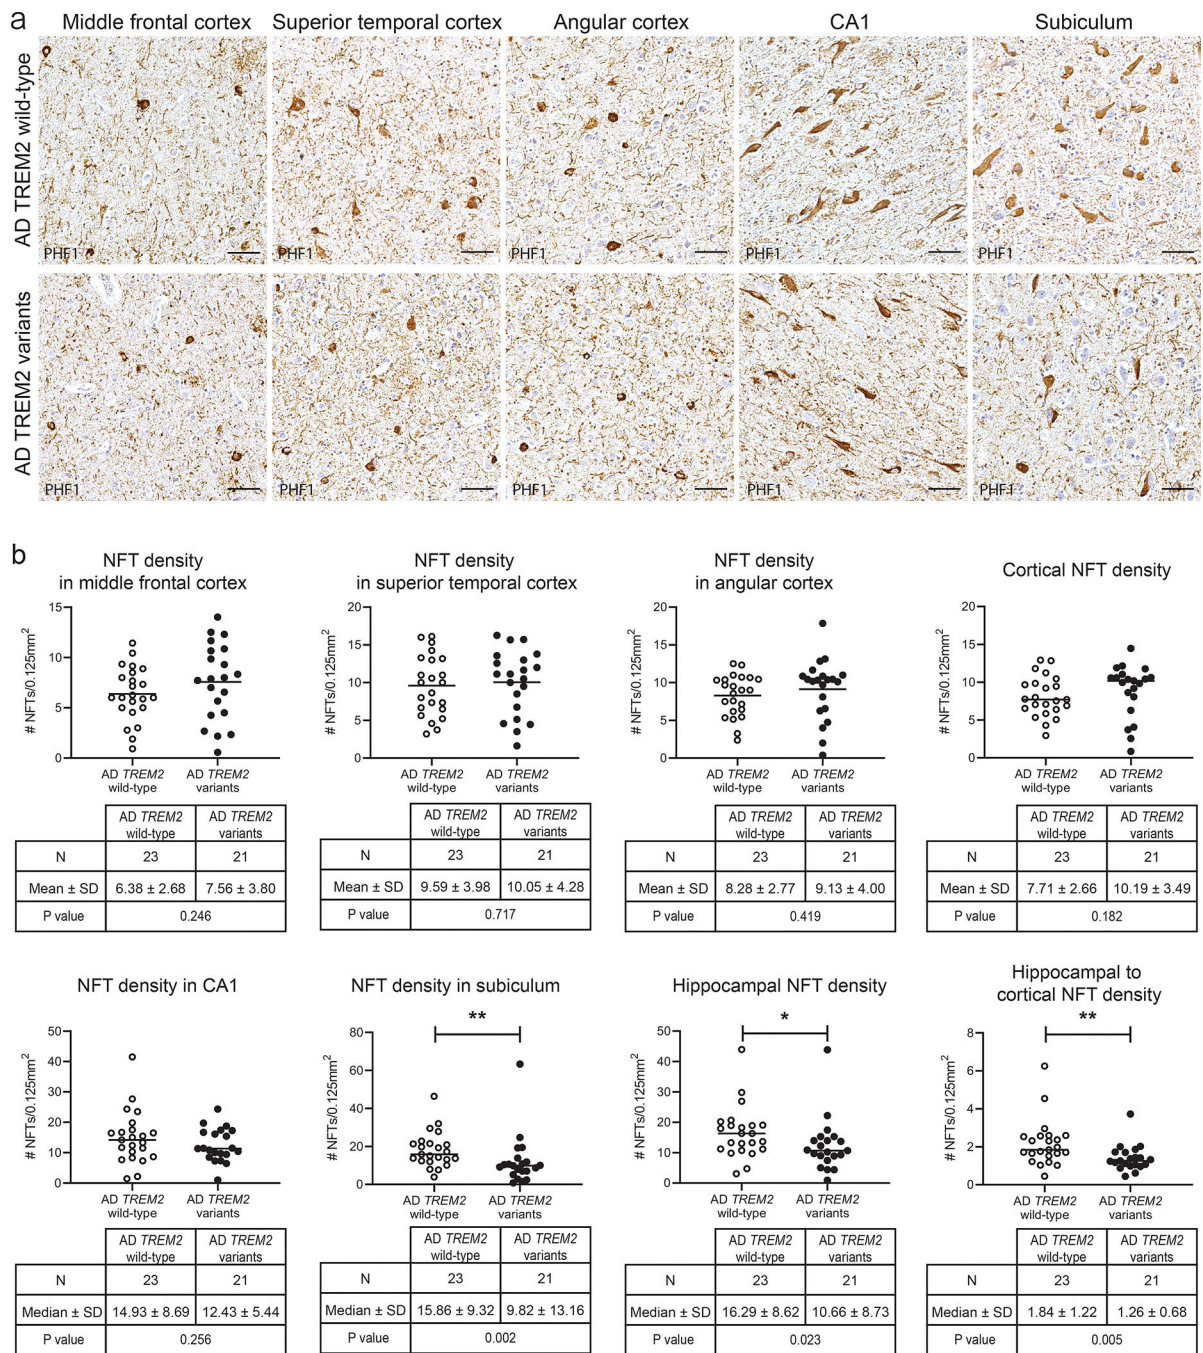 a
Middle frontal cortex
Superior temporal cortex
Angular cortex
CA1
Subiculum
AD TREM2 wild-type
PHF1
PHF1
PHF1
PHF1
PHF1
AD TREM2 variants
PHF1
PHF1
PHF1
PHF1
PHF1
b
NFT density
in middle frontal cortex
# NFTs/0.125mm²
15
10
5
0
AD TREM2
wild-type
AD TREM2
variants
AD TREM2
wild-type
AD TREM2
variants
N 23 21
Mean ± SD 6.38 ± 2.68 7.56 ± 3.80
P value 0.246
NFT density
in superior temporal cortex
# NFTs/0.125mm²
20
15
10
5
0
AD TREM2
wild-type
AD TREM2
variants
AD TREM2
wild-type
AD TREM2
variants
N 23 21
Mean ± SD 9.59 ± 3.98 10.05 ± 4.28
P value 0.717
NFT density
in angular cortex
# NFTs/0.125mm²
20
15
10
5
0
AD TREM2
wild-type
AD TREM2
variants
AD TREM2
wild-type
AD TREM2
variants
N 23 21
Mean ± SD 8.28 ± 2.77 9.13 ± 4.00
P value 0.419
Cortical NFT density
# NFTs/0.125mm²
20
15
10
5
0
AD TREM2
wild-type
AD TREM2
variants
AD TREM2
wild-type
AD TREM2
variants
N 23 21
Mean ± SD 7.71 ± 2.66 10.19 ± 3.49
P value 0.182
NFT density in CA1
# NFTs/0.125mm²
50
40
30
20
10
0
AD TREM2
wild-type
AD TREM2
variants
AD TREM2
wild-type
AD TREM2
variants
N 23 21
Median ± SD 14.93 ± 8.69 12.43 ± 5.44
P value 0.256
NFT density in subiculum
**
# NFTs/0.125mm²
80
60
40
20
0
AD TREM2
wild-type
AD TREM2
variants
AD TREM2
wild-type
AD TREM2
variants
N 23 21
Median ± SD 15.86 ± 9.32 9.82 ± 13.16
P value 0.002
Hippocampal NFT density
*
# NFTs/0.125mm²
50
40
30
20
10
0
AD TREM2
wild-type
AD TREM2
variants
AD TREM2
wild-type
AD TREM2
variants
N 23 21
Median ± SD 16.29 ± 8.62 10.66 ± 8.73
P value 0.023
Hippocampal to
cortical NFT density
**
# NFTs/0.125mm²
8
6
4
2
0
AD TREM2
wild-type
AD TREM2
variants
AD TREM2
wild-type
AD TREM2
variants
N 23 21
Median ± SD 1.84 ± 1.22 1.26 ± 0.68
P value 0.005